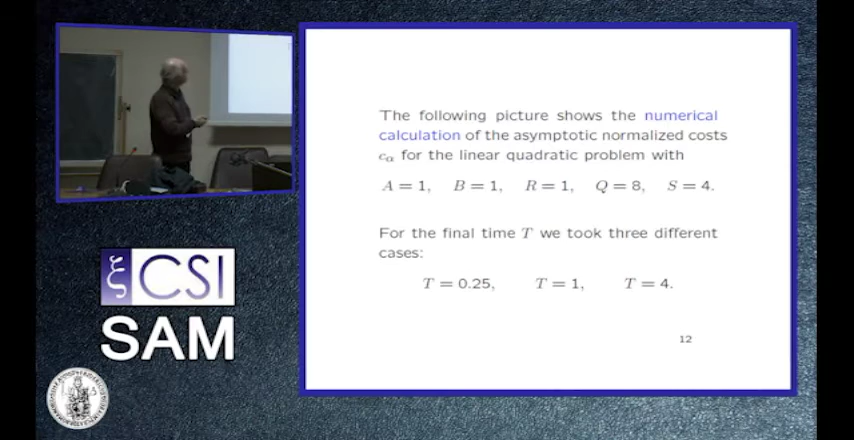 The following picture shows the numerical
calculation of the asymptotic normalized costs
cα for the linear quadratic problem with
A = 1, B = 1, R = 1, Q = 8, S = 4.
For the final time T we took three different
cases:
T = 0.25, T = 1, T = 4.
12
ξCSI
SAM